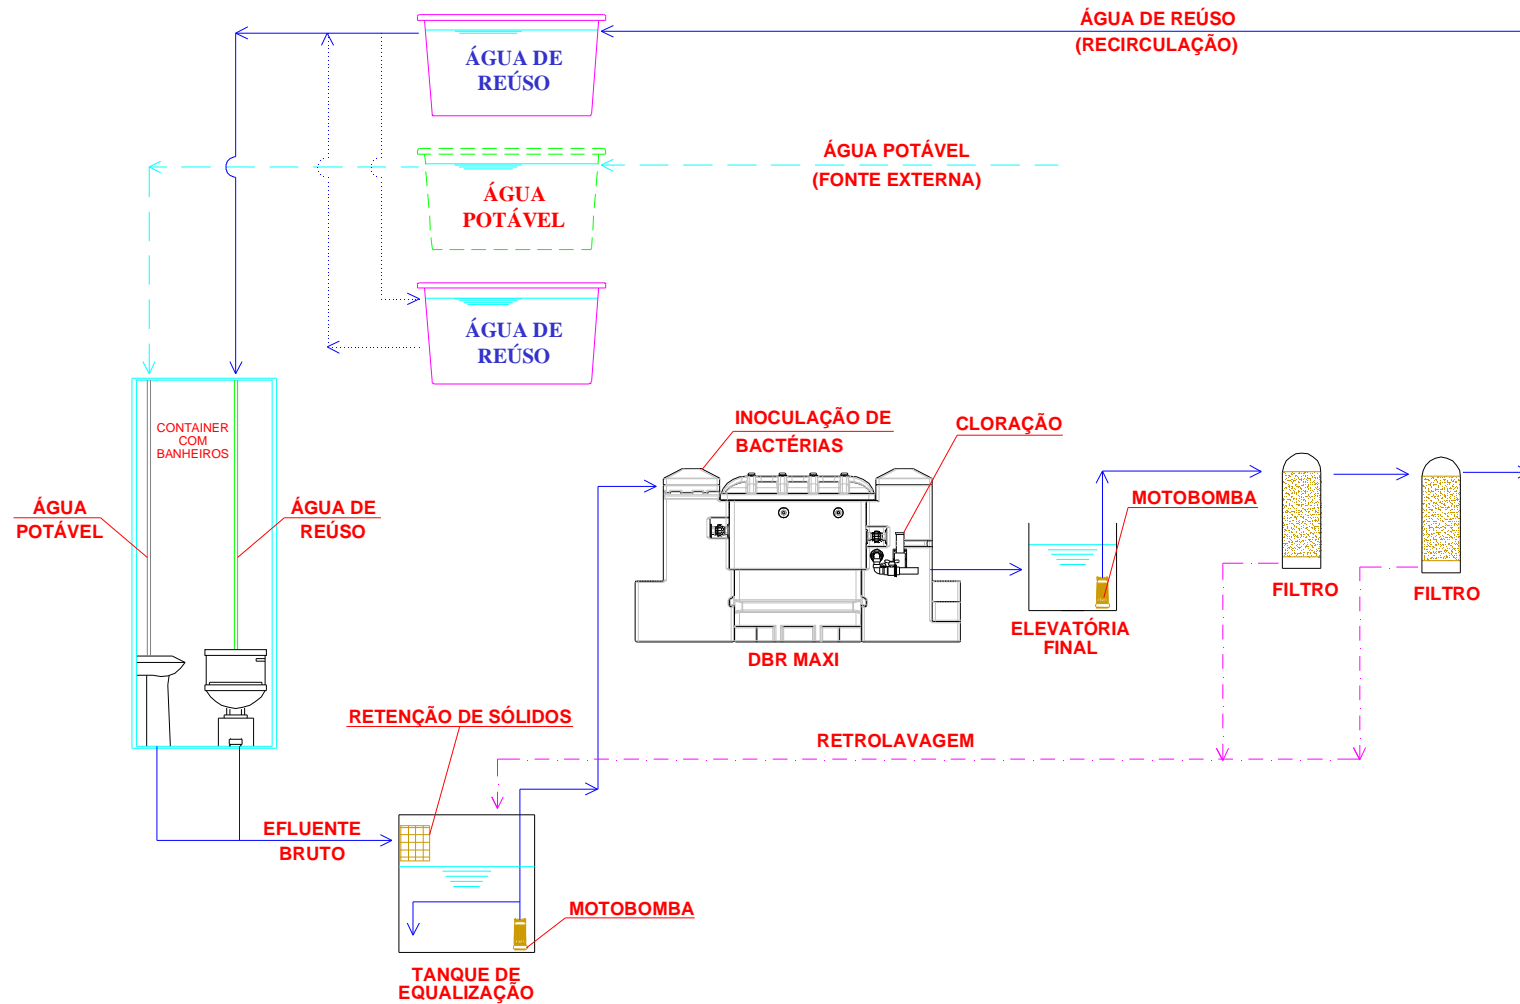 ÁGUA DE REÚSO
(RECIRCULAÇÃO)
ÁGUA DE
REÚSO
ÁGUA POTÁVEL
(FONTE EXTERNA)
ÁGUA
POTÁVEL
ÁGUA DE
REÚSO
CONTAINER
COM
BANHEIROS
ÁGUA
POTÁVEL
ÁGUA DE
REÚSO
INOCULAÇÃO DE
BACTÉRIAS
CLORAÇÃO
MOTOBOMBA
FILTRO
FILTRO
ELEVATÓRIA
FINAL
DBR MAXI
RETENÇÃO DE SÓLIDOS
RETROLAVAGEM
EFLUENTE
BRUTO
MOTOBOMBA
TANQUE DE
EQUALIZAÇÃO